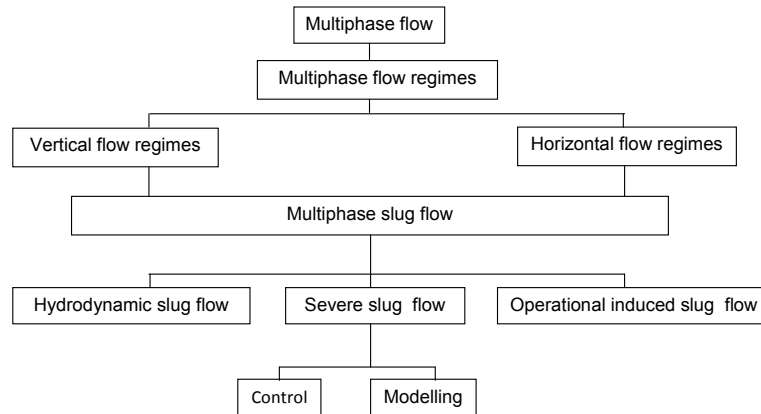 Multiphase flow
Multiphase flow regimes
Vertical flow regimes
Horizontal flow regimes
Multiphase slug flow
Hydrodynamic slug flow
Severe slug flow
Operational induced slug flow
Control
Modelling